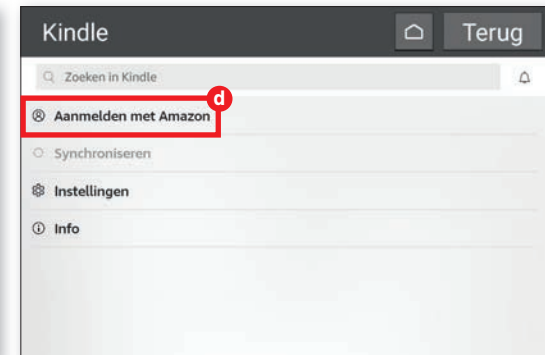 Kindle
Terug
Zoeken in Kindle
d
Aanmelden met Amazon
Synchroniseren
Instellingen
Info